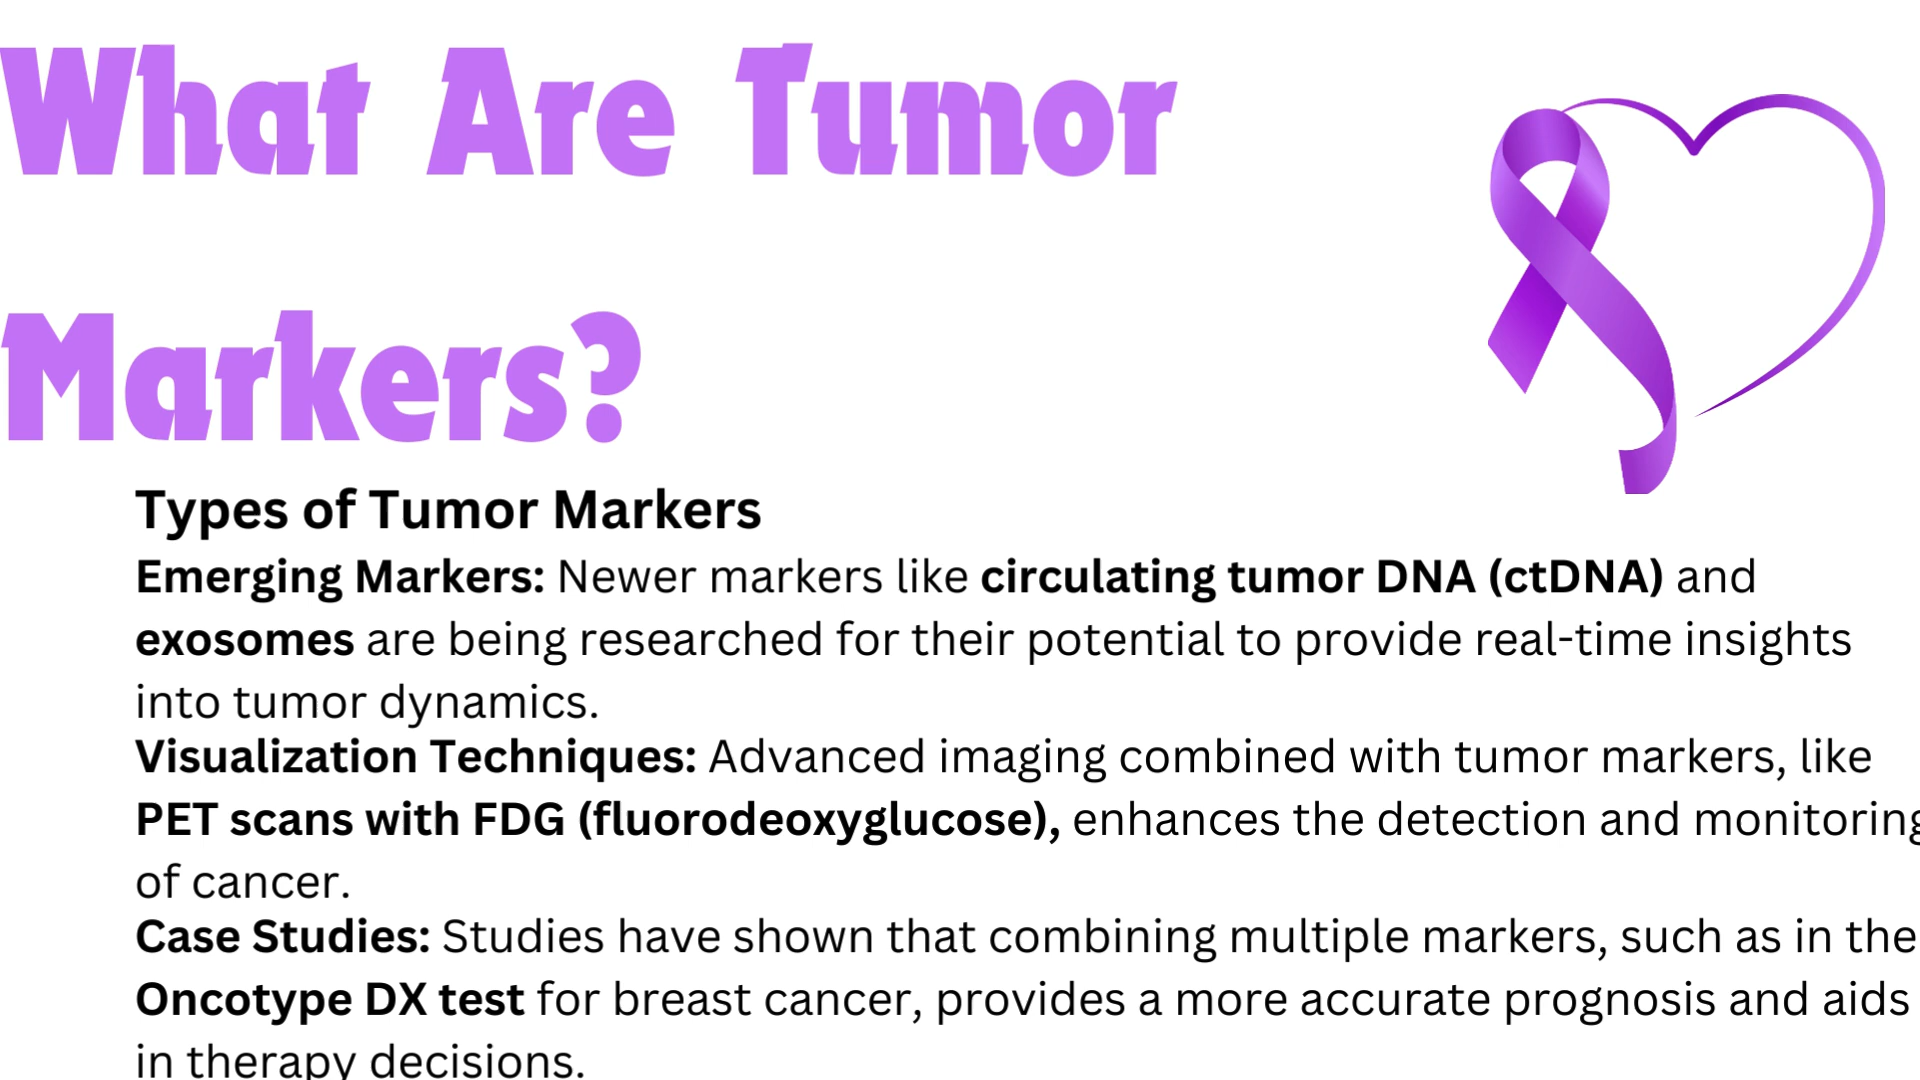 What Are Tumor
Markers?
Types of Tumor Markers
Emerging Markers: Newer markers like circulating tumor DNA (ctDNA) and
exosomes are being researched for their potential to provide real-time insights
into tumor dynamics.
Visualization Techniques: Advanced imaging combined with tumor markers, like
PET scans with FDG (fluorodeoxyglucose), enhances the detection and monitoring
of cancer.
Case Studies: Studies have shown that combining multiple markers, such as in the
Oncotype DX test for breast cancer, provides a more accurate prognosis and aids
in therapy decisions.